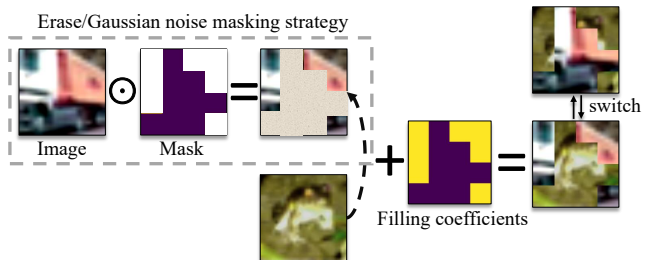 Erase/Gaussian noise masking strategy
Image
Mask
switch
Filling coefficients